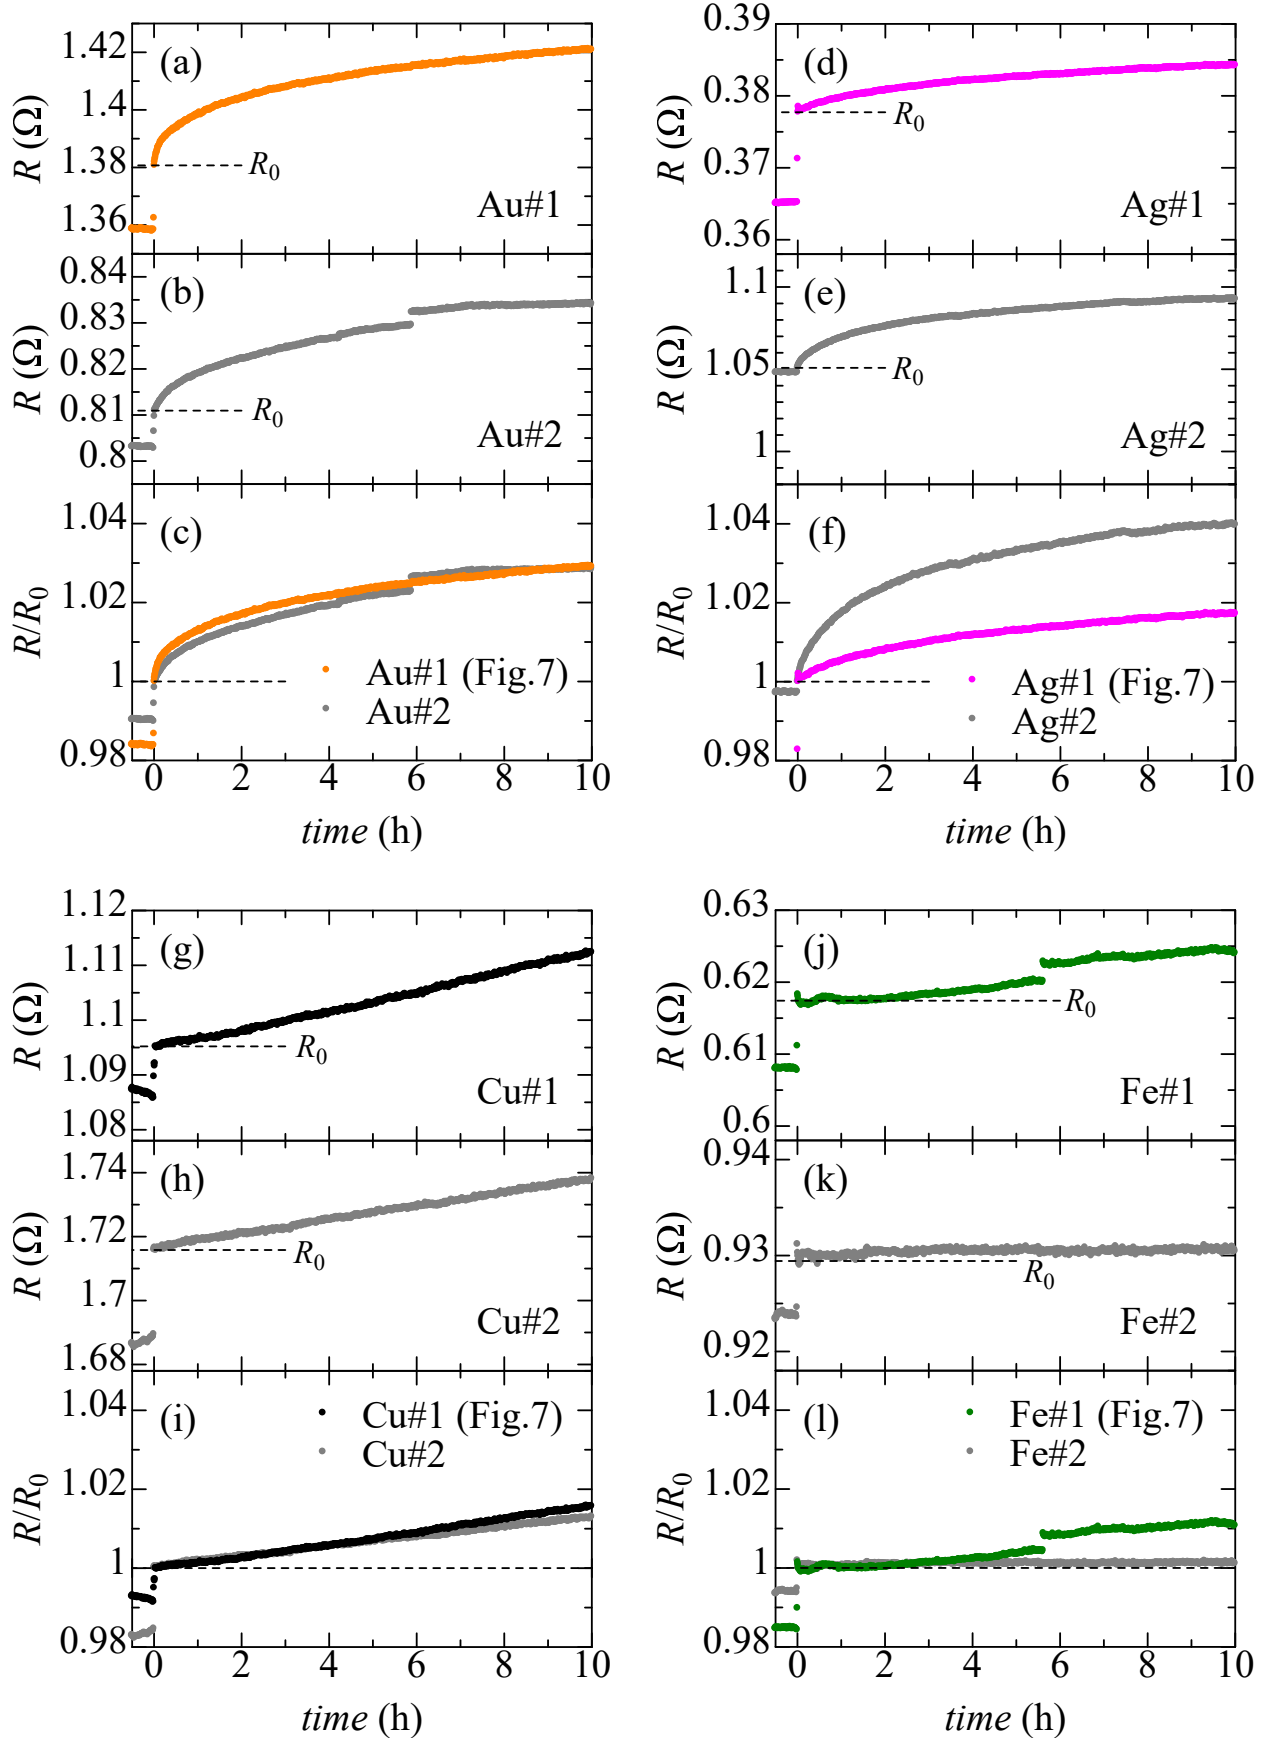 (a)
1.42
1.4
1.38
1.36
R (Ω)
R0
Au#1
(b)
0.84
0.83
0.82
0.81
0.8
R (Ω)
R0
Au#2
(c)
1.04
1.02
1
0.98
R/R0
Au#1 (Fig.7)
Au#2
0 2 4 6 8 10
time (h)
(d)
0.39
0.38
0.37
0.36
R (Ω)
R0
Ag#1
(e)
1.1
1.05
1
R (Ω)
R0
Ag#2
(f)
1.04
1.02
1
0.98
R/R0
Ag#1 (Fig.7)
Ag#2
0 2 4 6 8 10
time (h)
(g)
1.12
1.11
1.1
1.09
1.08
R (Ω)
R0
Cu#1
(h)
1.74
1.72
1.7
1.68
R (Ω)
R0
Cu#2
(i)
1.04
1.02
1
0.98
R/R0
Cu#1 (Fig.7)
Cu#2
0 2 4 6 8 10
time (h)
(j)
0.63
0.62
0.61
0.6
R (Ω)
R0
Fe#1
(k)
0.94
0.93
0.92
R (Ω)
R0
Fe#2
(l)
1.04
1.02
1
0.98
R/R0
Fe#1 (Fig.7)
Fe#2
0 2 4 6 8 10
time (h)